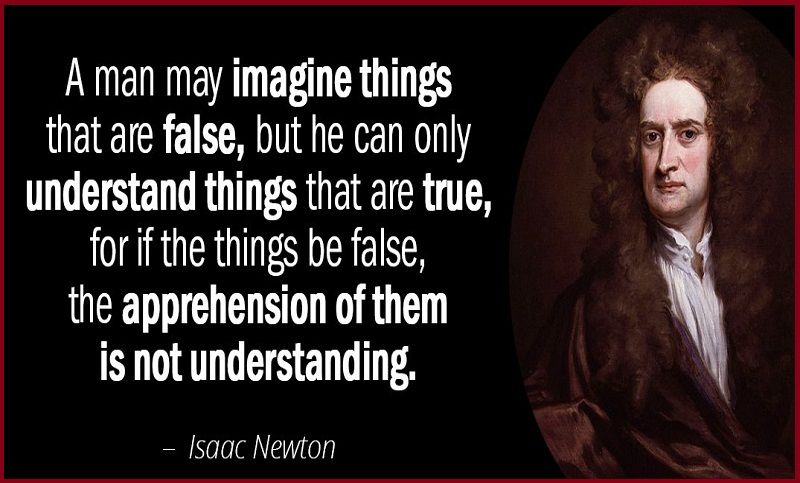 A man may imagine things
that are false, but he can only
understand things that are true,
for if the things be false,
the apprehension of them
is not understanding.
– Isaac Newton